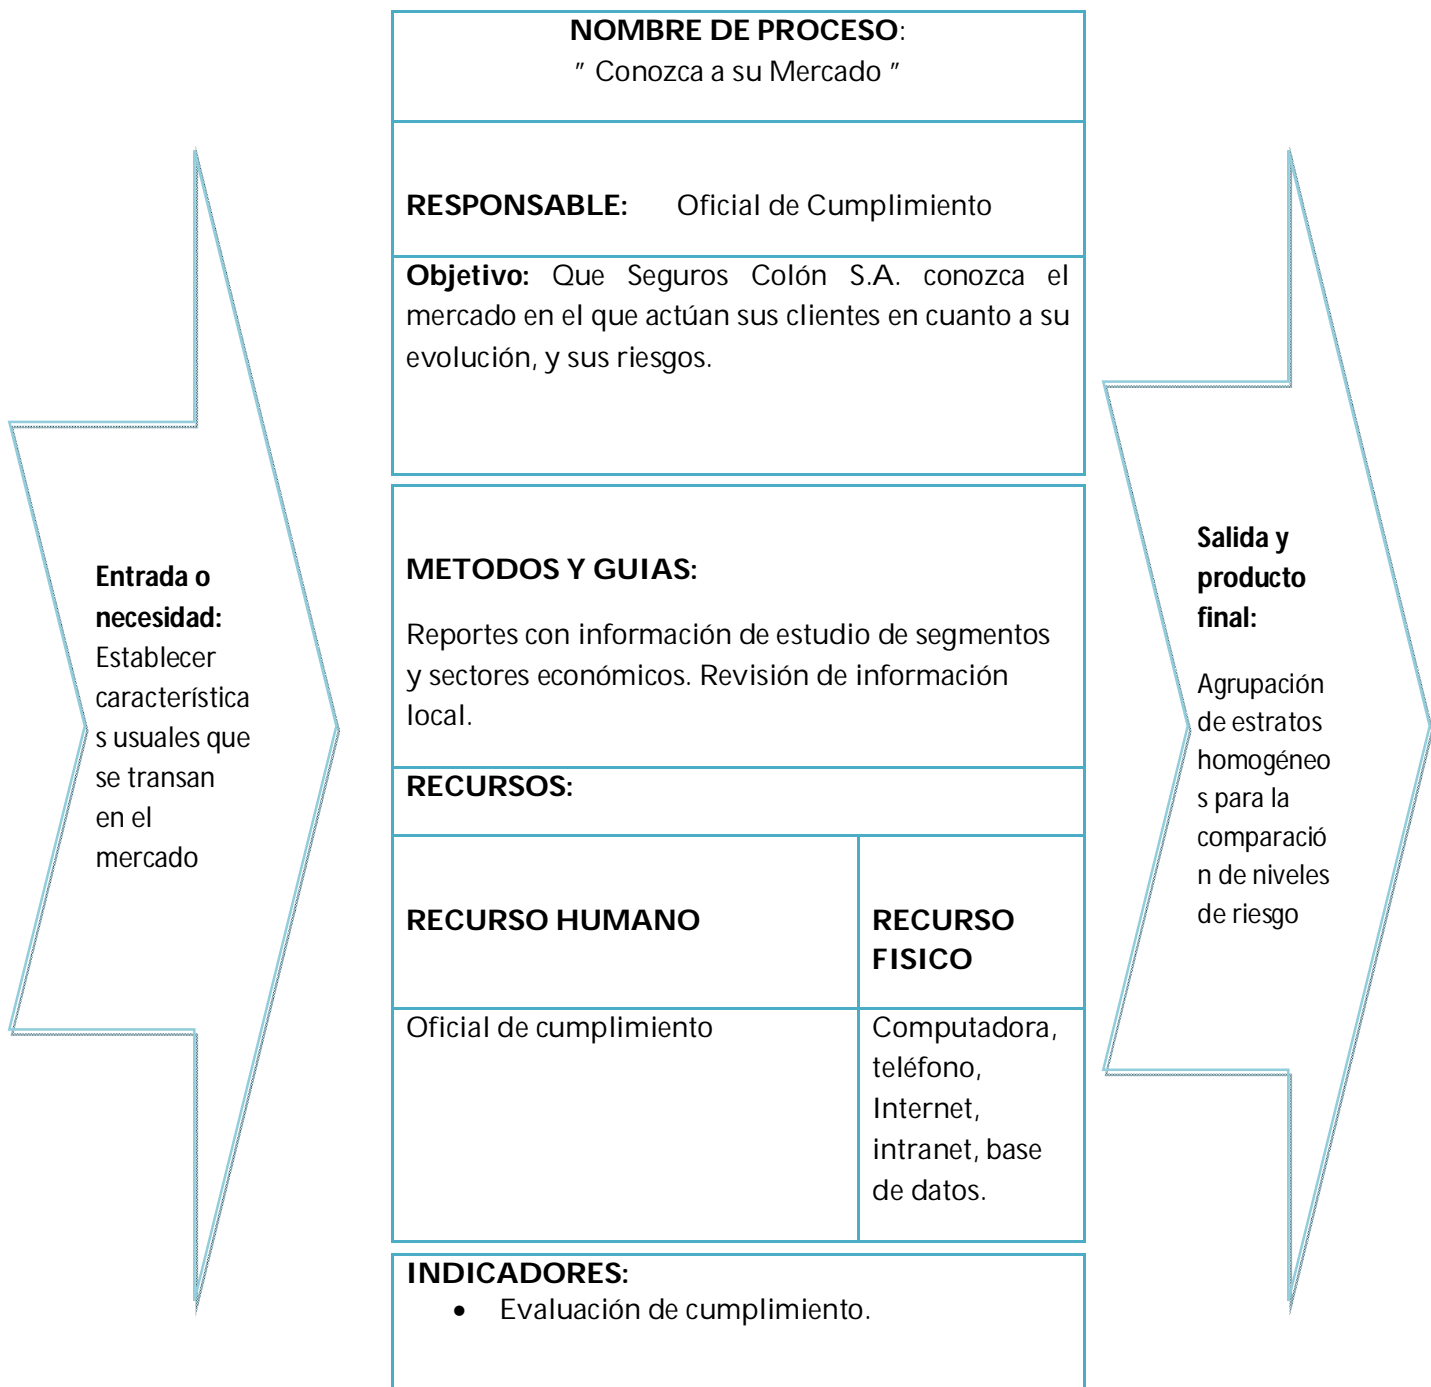 NOMBRE DE PROCESO:
" Conozca a su Mercado "
RESPONSABLE: Oficial de Cumplimiento
Objetivo: Que Seguros Colón S.A. conozca el
mercado en el que actúan sus clientes en cuanto a su
evolución, y sus riesgos.
Entrada o
necesidad:
Establecer
característica
s usuales que
se transan
en el
mercado
METODOS Y GUIAS:
Reportes con información de estudio de segmentos
y sectores económicos. Revisión de información
local.
RECURSOS:
RECURSO HUMANO
RECURSO
FISICO
Oficial de cumplimiento
Computadora,
teléfono,
Internet,
intranet, base
de datos.
INDICADORES:
• Evaluación de cumplimiento.
Salida y
producto
final:
Agrupación
de estratos
homogéneo
s para la
comparació
n de niveles
de riesgo